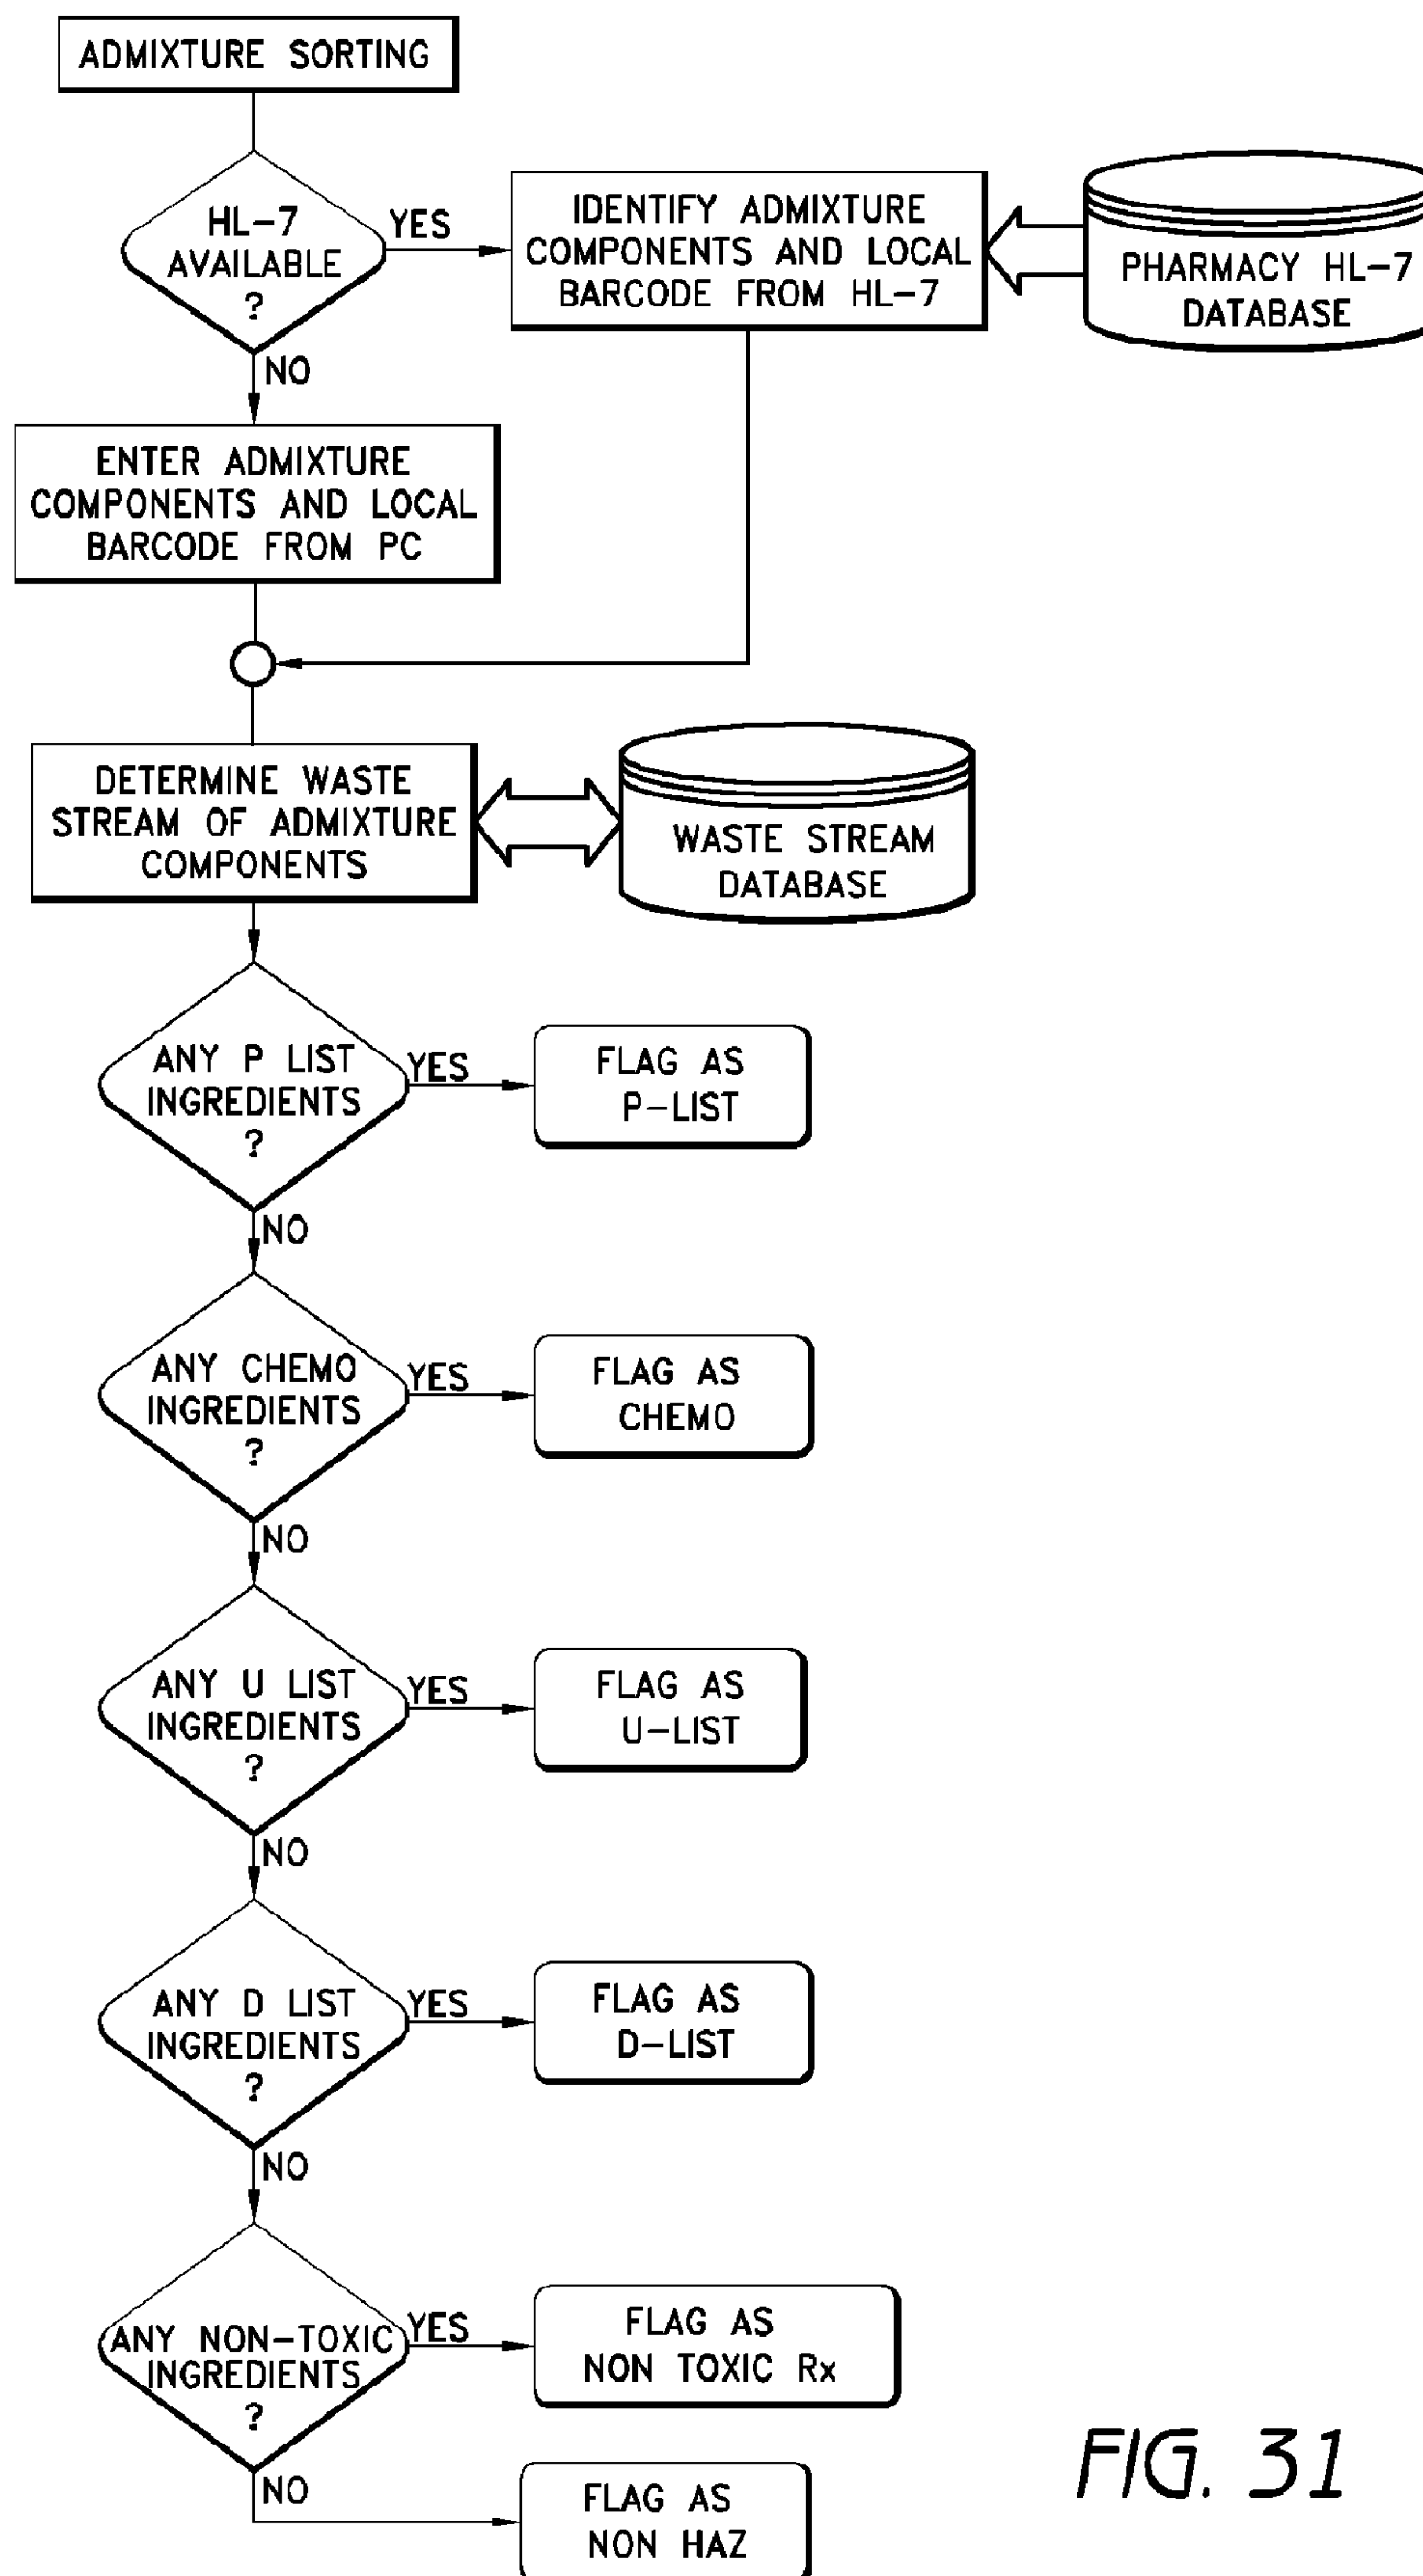 ADMIXTURE SORTING
HL-7
AVAILABLE
?
YES
IDENTIFY ADMIXTURE
COMPONENTS AND LOCAL
BARCODE FROM HL-7
PHARMACY HL-7
DATABASE
NO
ENTER ADMIXTURE
COMPONENTS AND LOCAL
BARCODE FROM PC
DETERMINE WASTE
STREAM OF ADMIXTURE
COMPONENTS
WASTE STREAM
DATABASE
ANY P LIST
INGREDIENTS
?
YES
FLAG AS
P-LIST
NO
ANY CHEMO
INGREDIENTS
?
YES
FLAG AS
CHEMO
NO
ANY U LIST
INGREDIENTS
?
YES
FLAG AS
U-LIST
NO
ANY D LIST
INGREDIENTS
?
YES
FLAG AS
D-LIST
NO
ANY NON-TOXIC
INGREDIENTS
?
YES
FLAG AS
NON TOXIC Rx
NO
FLAG AS
NON HAZ
FIG. 31